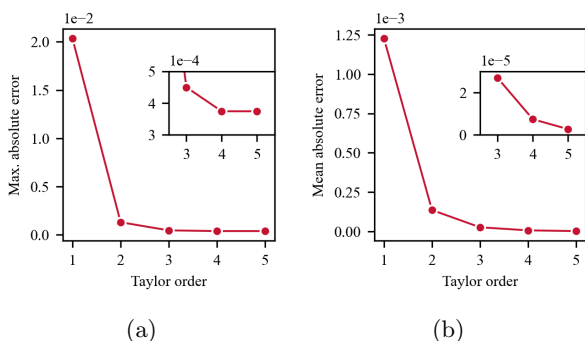 1e−2
Max. absolute error
2.0
1.5
1.0
0.5
0.0
1 2 3 4 5
Taylor order
1e−4
5
4
3
3 4 5
(a)
1e−3
Mean absolute error
1.25
1.00
0.75
0.50
0.25
0.00
1 2 3 4 5
Taylor order
1e−5
2
0
3 4 5
(b)